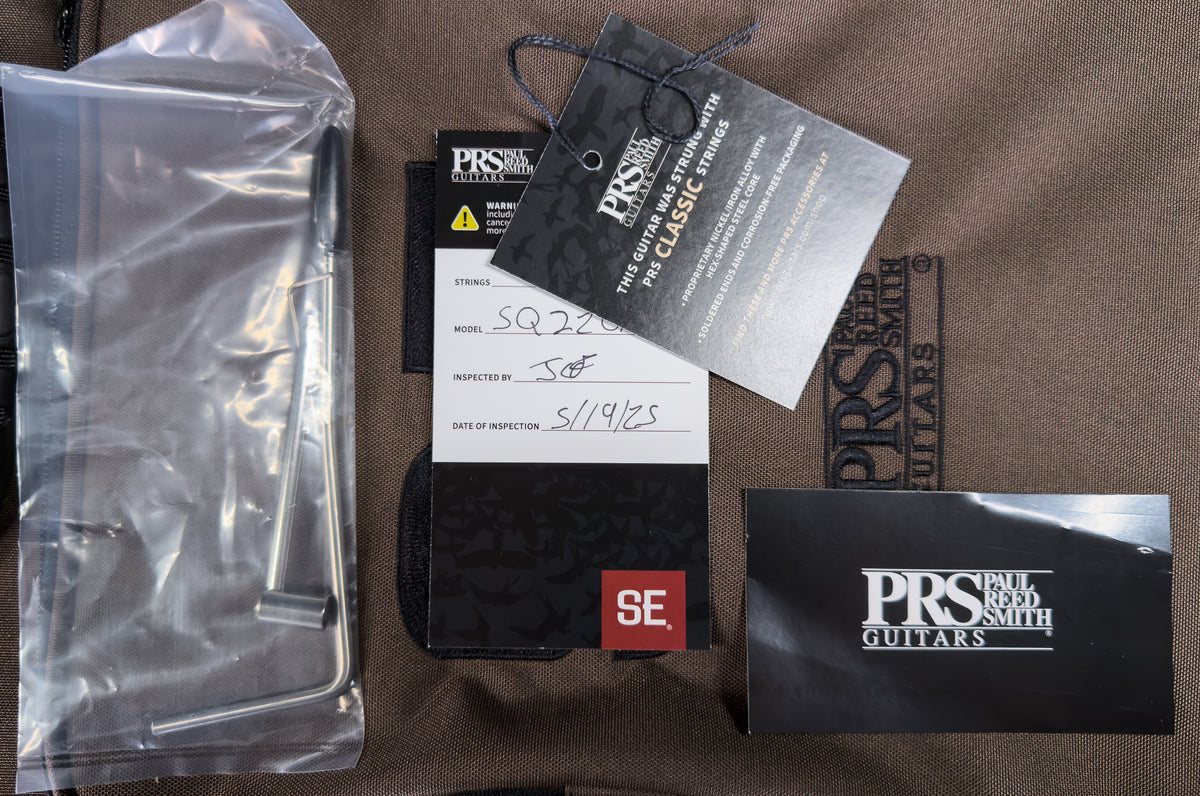 PRS PAUL REED SMITH
GUITARS
WARNI
includi
cance
more
STRINGS
MODEL SQ22
INSPECTED BY JOE
DATE OF INSPECTION 5/19/25
SE®
PRS PAUL REED SMITH
GUITARS
THIS GUITAR WAS STRUNG WITH
PRS CLASSIC STRINGS
• PROPRIETARY NICKEL/IRON ALLOY WITH
HEX-SHAPED STEEL CORE
• SOLDERED ENDS AND CORROSION-FREE PACKAGING
FIND THESE AND MORE PRS ACCESSORIES AT
PRS PAUL REED SMITH®
GUITARS
PRS PAUL REED SMITH®
GUITARS